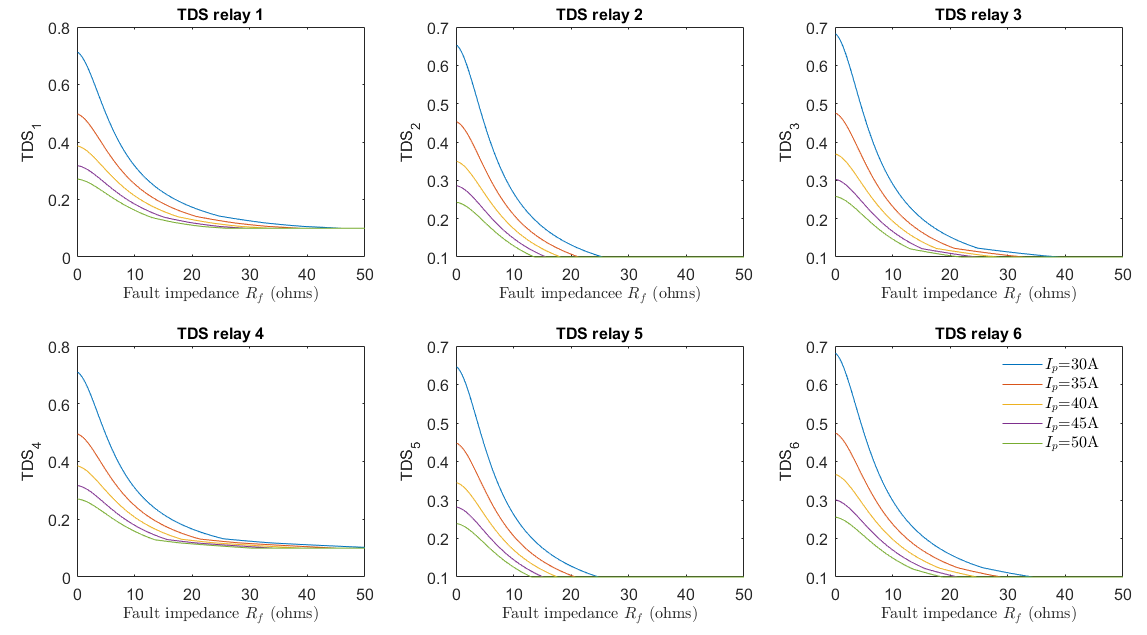 TDS relay 1
0.8
0.6
0.4
0.2
0
TDS1
0 10 20 30 40 50
Fault impedance Rf (ohms)
TDS relay 2
0.7
0.6
0.5
0.4
0.3
0.2
0.1
TDS2
0 10 20 30 40 50
Fault impedancee Rf (ohms)
TDS relay 3
0.7
0.6
0.5
0.4
0.3
0.2
0.1
TDS3
0 10 20 30 40 50
Fault impedance Rf (ohms)
TDS relay 4
0.8
0.6
0.4
0.2
0
TDS4
0 10 20 30 40 50
Fault impedance Rf (ohms)
TDS relay 5
0.7
0.6
0.5
0.4
0.3
0.2
0.1
TDS5
0 10 20 30 40 50
Fault impedance Rf (ohms)
TDS relay 6
0.7
0.6
0.5
0.4
0.3
0.2
0.1
TDS6
0 10 20 30 40 50
Fault impedance Rf (ohms)
Ip=30A
Ip=35A
Ip=40A
Ip=45A
Ip=50A